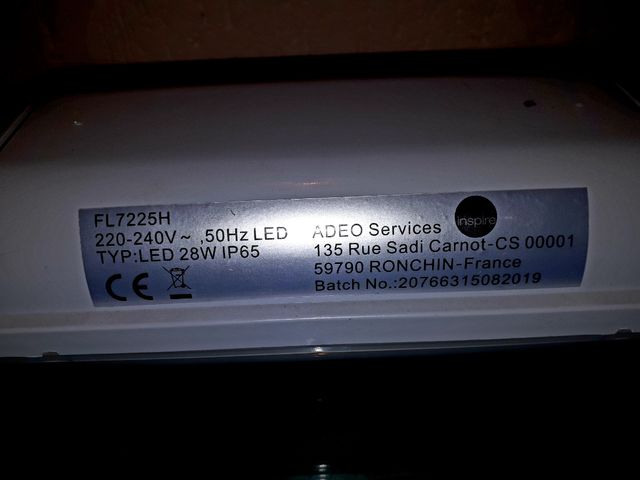 FL7225H
220-240V~ ,50Hz LED
TYP:LED 28W IP65
CE
inspire
ADEO Services
135 Rue Sadi Carnot-CS 00001
59790 RONCHIN-France
Batch No.:20766315082019